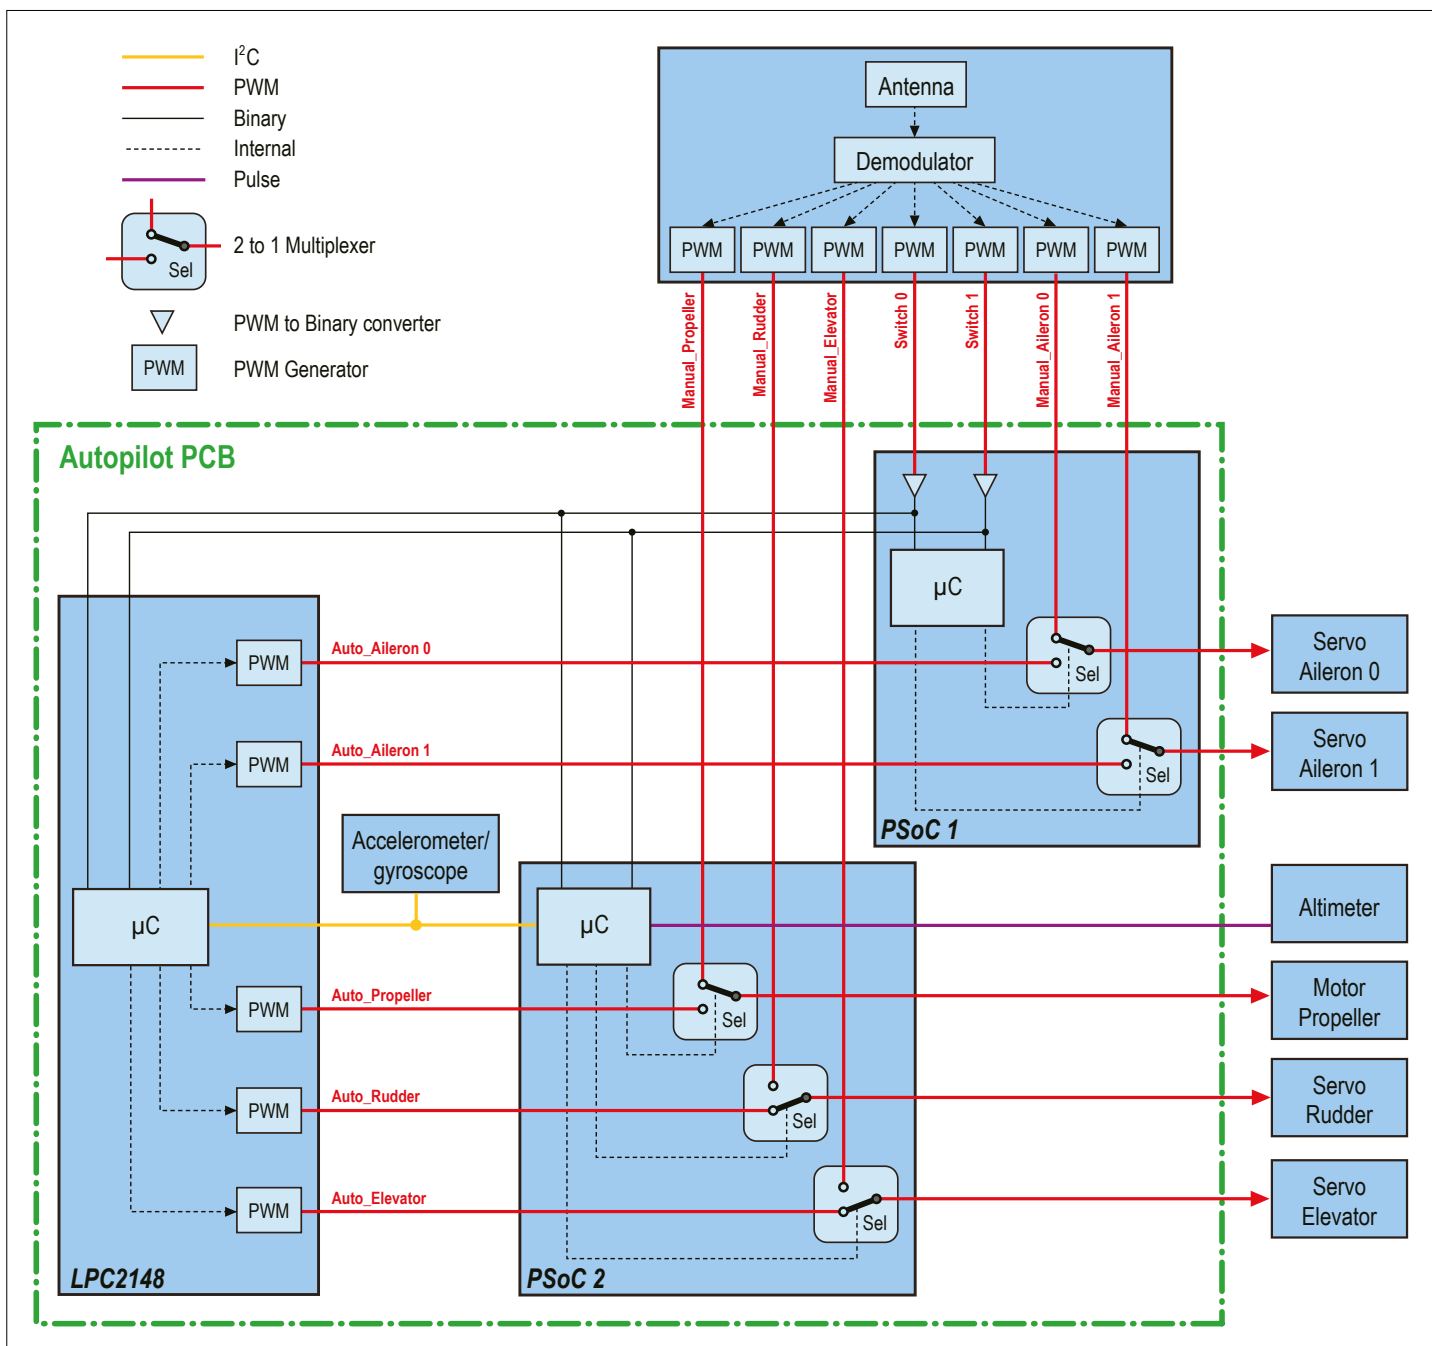 I²C
PWM
Binary
Internal
Pulse
Sel
2 to 1 Multiplexer
PWM to Binary converter
PWM
PWM Generator
Antenna
Demodulator
PWM
PWM
PWM
PWM
PWM
PWM
PWM
Manual_Propeller
Manual_Rudder
Manual_Elevator
Switch 0
Switch 1
Manual_Aileron 0
Manual_Aileron 1
Autopilot PCB
µC
Sel
Sel
PSoC 1
Servo
Aileron 0
Servo
Aileron 1
PWM
Auto_Aileron 0
PWM
Auto_Aileron 1
Accelerometer/
gyroscope
µC
µC
Altimeter
PWM
Auto_Propeller
Sel
Motor
Propeller
PWM
Auto_Rudder
Sel
Servo
Rudder
PWM
Auto_Elevator
Sel
Servo
Elevator
LPC2148
PSoC 2